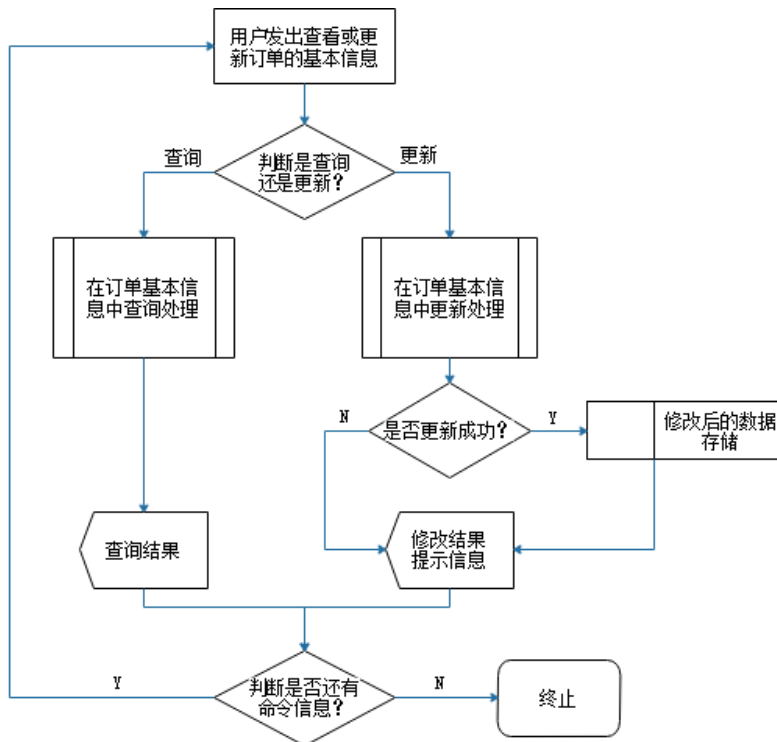 用户发出查看或更
新订单的基本信息
查询
判断是查询
还是更新？
更新
在订单基本信
息中查询处理
在订单基本信
息中更新处理
N
是否更新成功？
Y
修改后的数据
存储
查询结果
修改结果
提示信息
Y
判断是否还有
命令信息？
N
终止